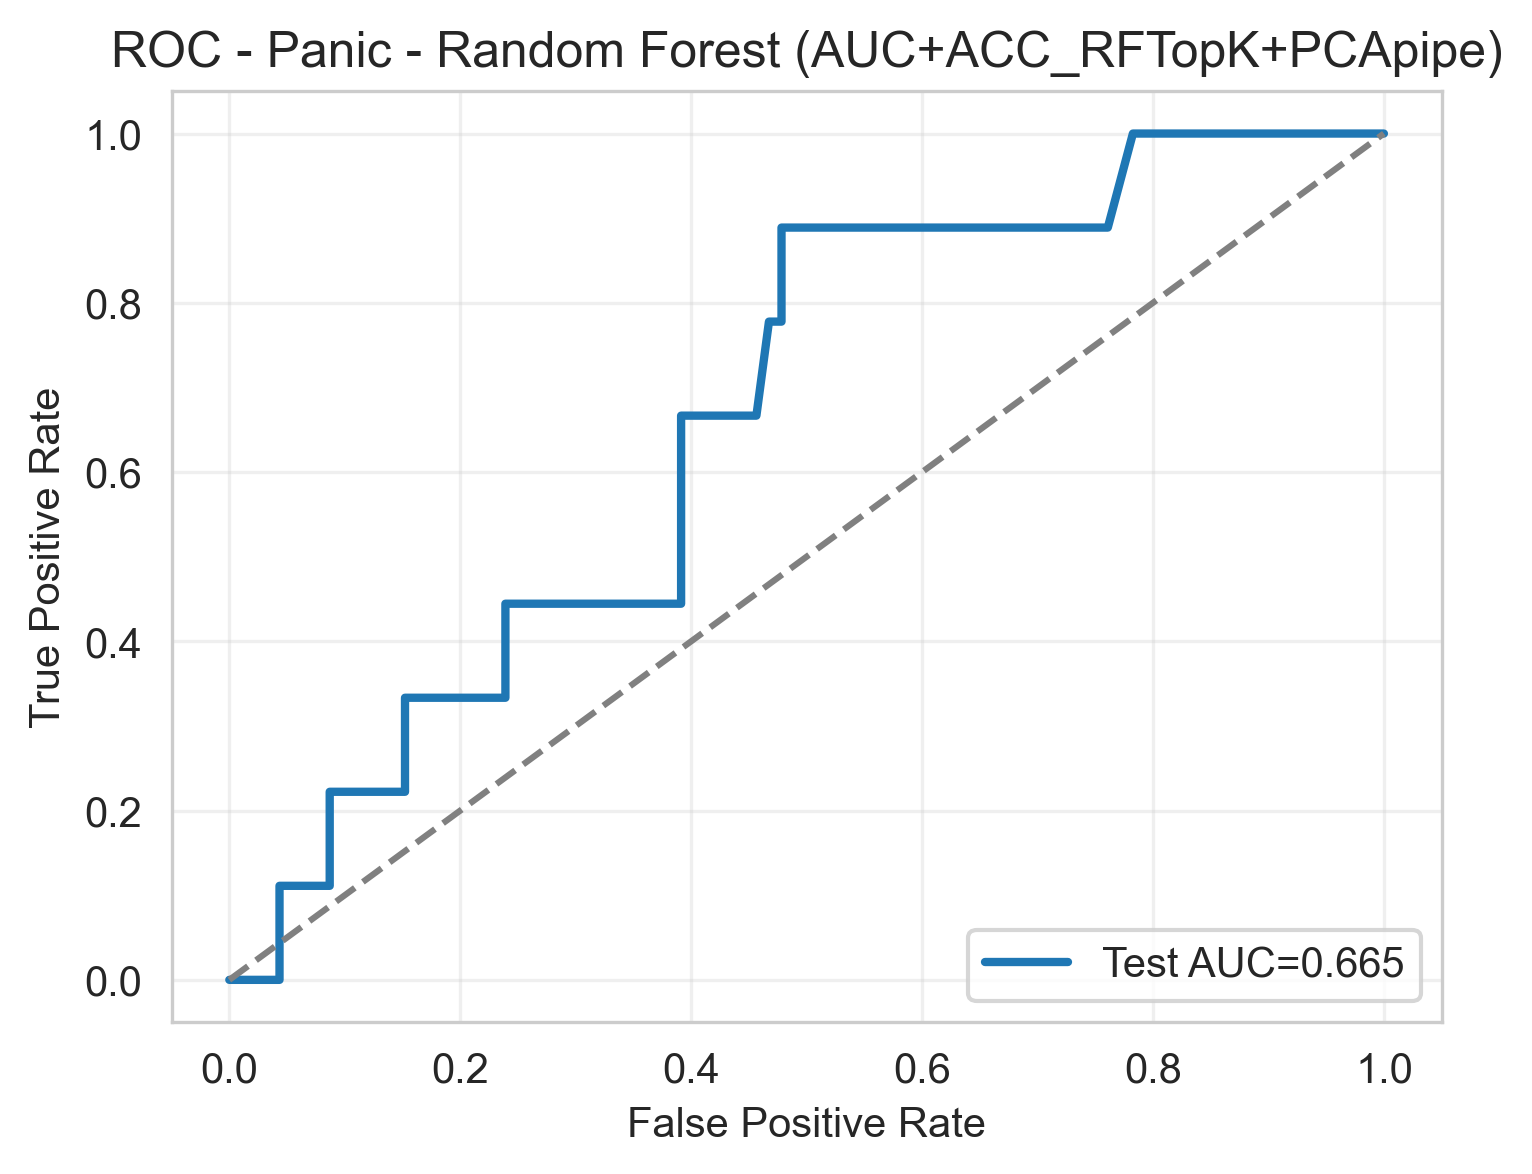 ROC - Panic - Random Forest (AUC+ACC_RFTopK+PCApipe)
True Positive Rate
1.0
0.8
0.6
0.4
0.2
0.0
Test AUC=0.665
0.0 0.2 0.4 0.6 0.8 1.0
False Positive Rate